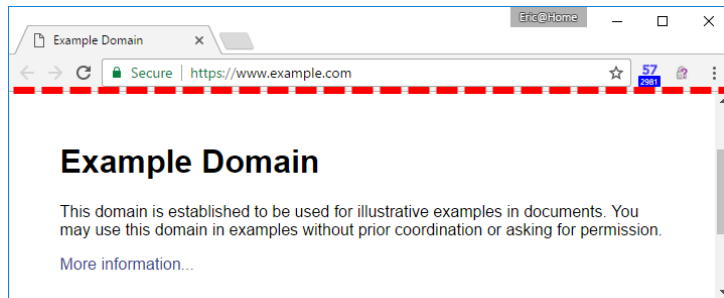 Eric@Home
Example Domain
Secure https://www.example.com
57
2981
Example Domain
This domain is established to be used for illustrative examples in documents. You
may use this domain in examples without prior coordination or asking for permission.
More information...